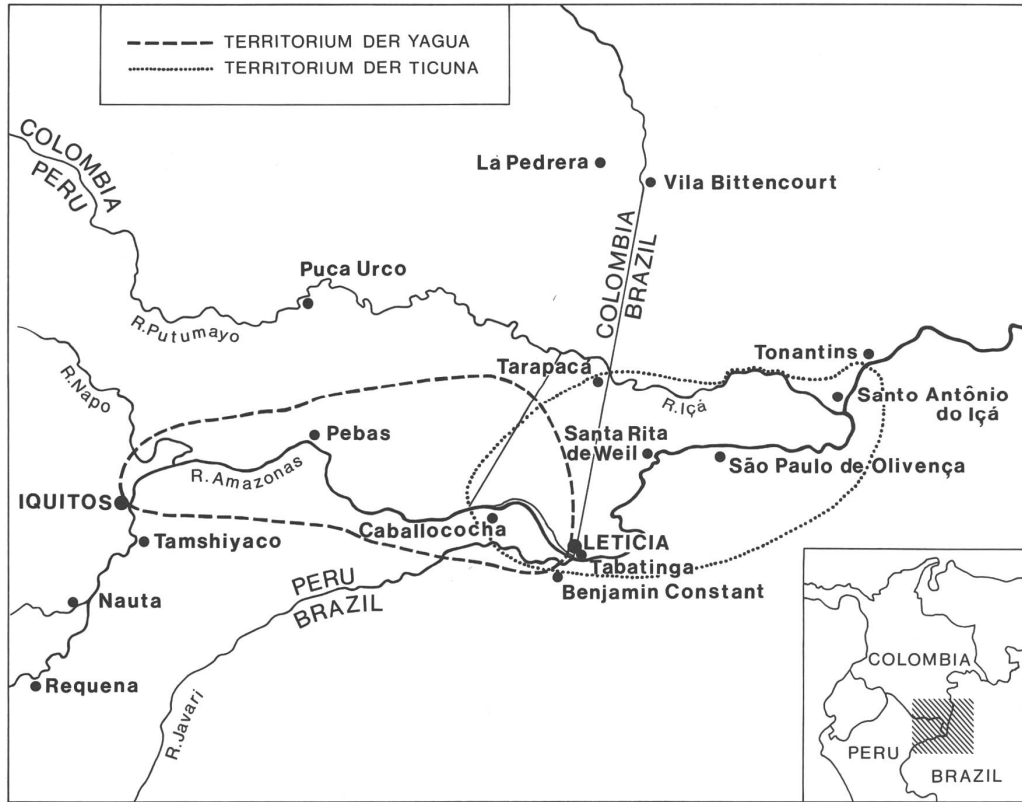 TERRITORIUM DER YAGUA
TERRITORIUM DER TICUNA
COLOMBIA
PERU
La Pedrera
Vila Bittencourt
COLOMBIA
BRAZIL
Puca Urco
R.Putumayo
R.Napo
Tarapacá
Tonantins
R.Içá
Santo Antônio
do Içá
Pebas
Santa Rita
de Weil
São Paulo de Olivença
R.Amazonas
IQUITOS
Caballococha
Tamshiyaco
LETICIA
Tabatinga
Benjamin Constant
PERU
BRAZIL
Nauta
Requena
R.Javari
COLOMBIA
PERU
BRAZIL